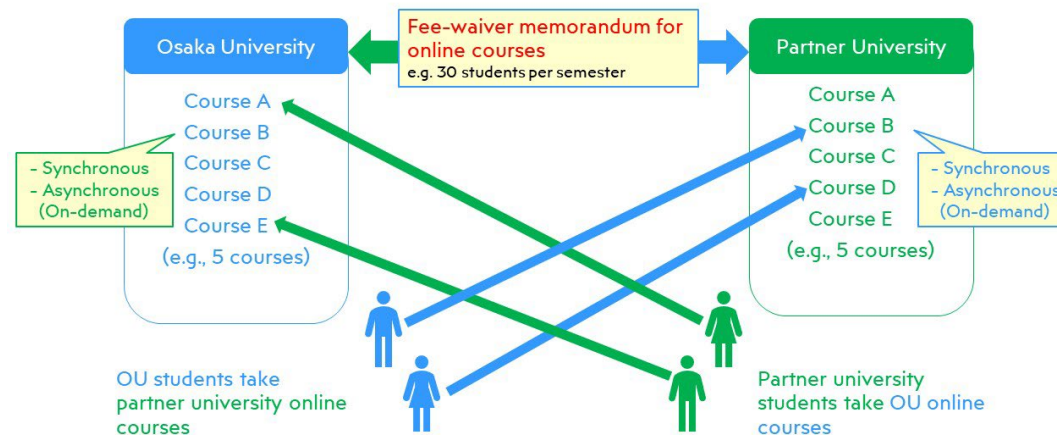 Osaka University
Fee-waiver memorandum for
online courses
e.g. 30 students per semester
Partner University
Course A
Course B
Course C
Course D
Course E
(e.g., 5 courses)
- Synchronous
- Asynchronous
(On-demand)
Course A
Course B
Course C
Course D
Course E
(e.g., 5 courses)
- Synchronous
- Asynchronous
(On-demand)
OU students take
partner university online
courses
Partner university
students take OU online
courses